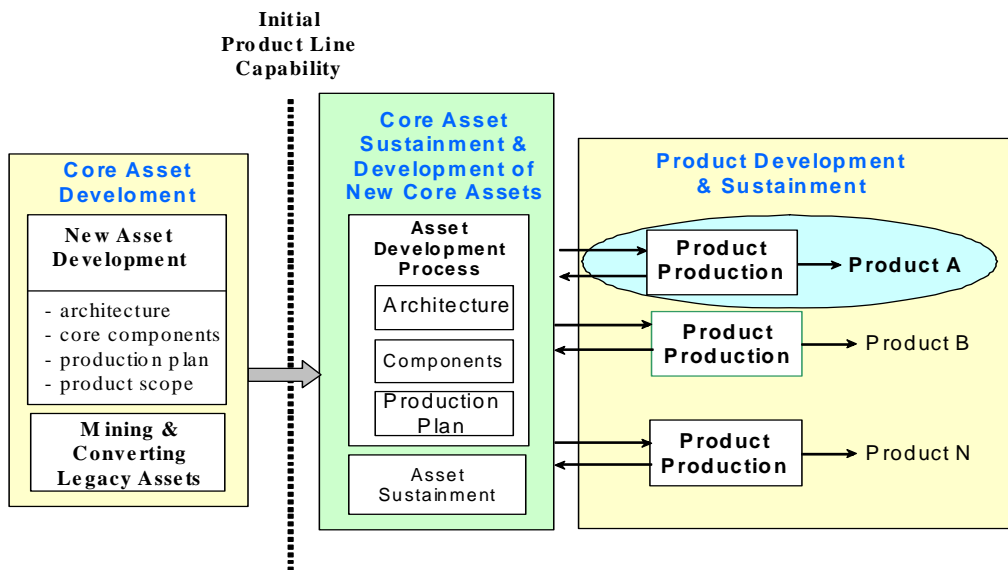 Initial
Product Line
Capability
Core Asset
Develoment
New Asset
Development
- architecture
- core components
- production plan
- product scope
Mining &
Converting
Legacy Assets
Core Asset
Sustainment &
Development of
New Core Assets
Asset
Development
Process
Architecture
Components
Production
Plan
Asset
Sustainment
Product Development
& Sustainment
Product
Production
Product A
Product
Production
Product B
Product
Production
Product N